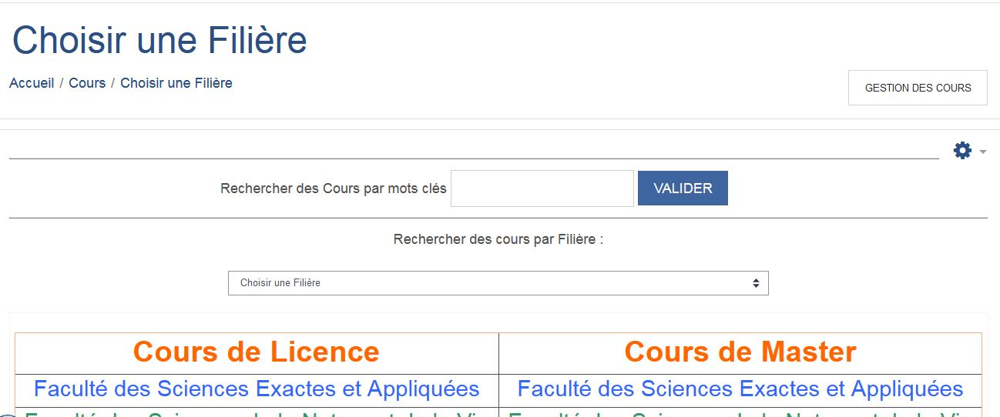 Choisir une Filière
Accueil / Cours / Choisir une Filière
GESTION DES COURS
Rechercher des Cours par mots clés VALIDER
Rechercher des cours par Filière :
Choisir une Filière
Cours de Licence Cours de Master
Faculté des Sciences Exactes et Appliquées Faculté des Sciences Exactes et Appliquées